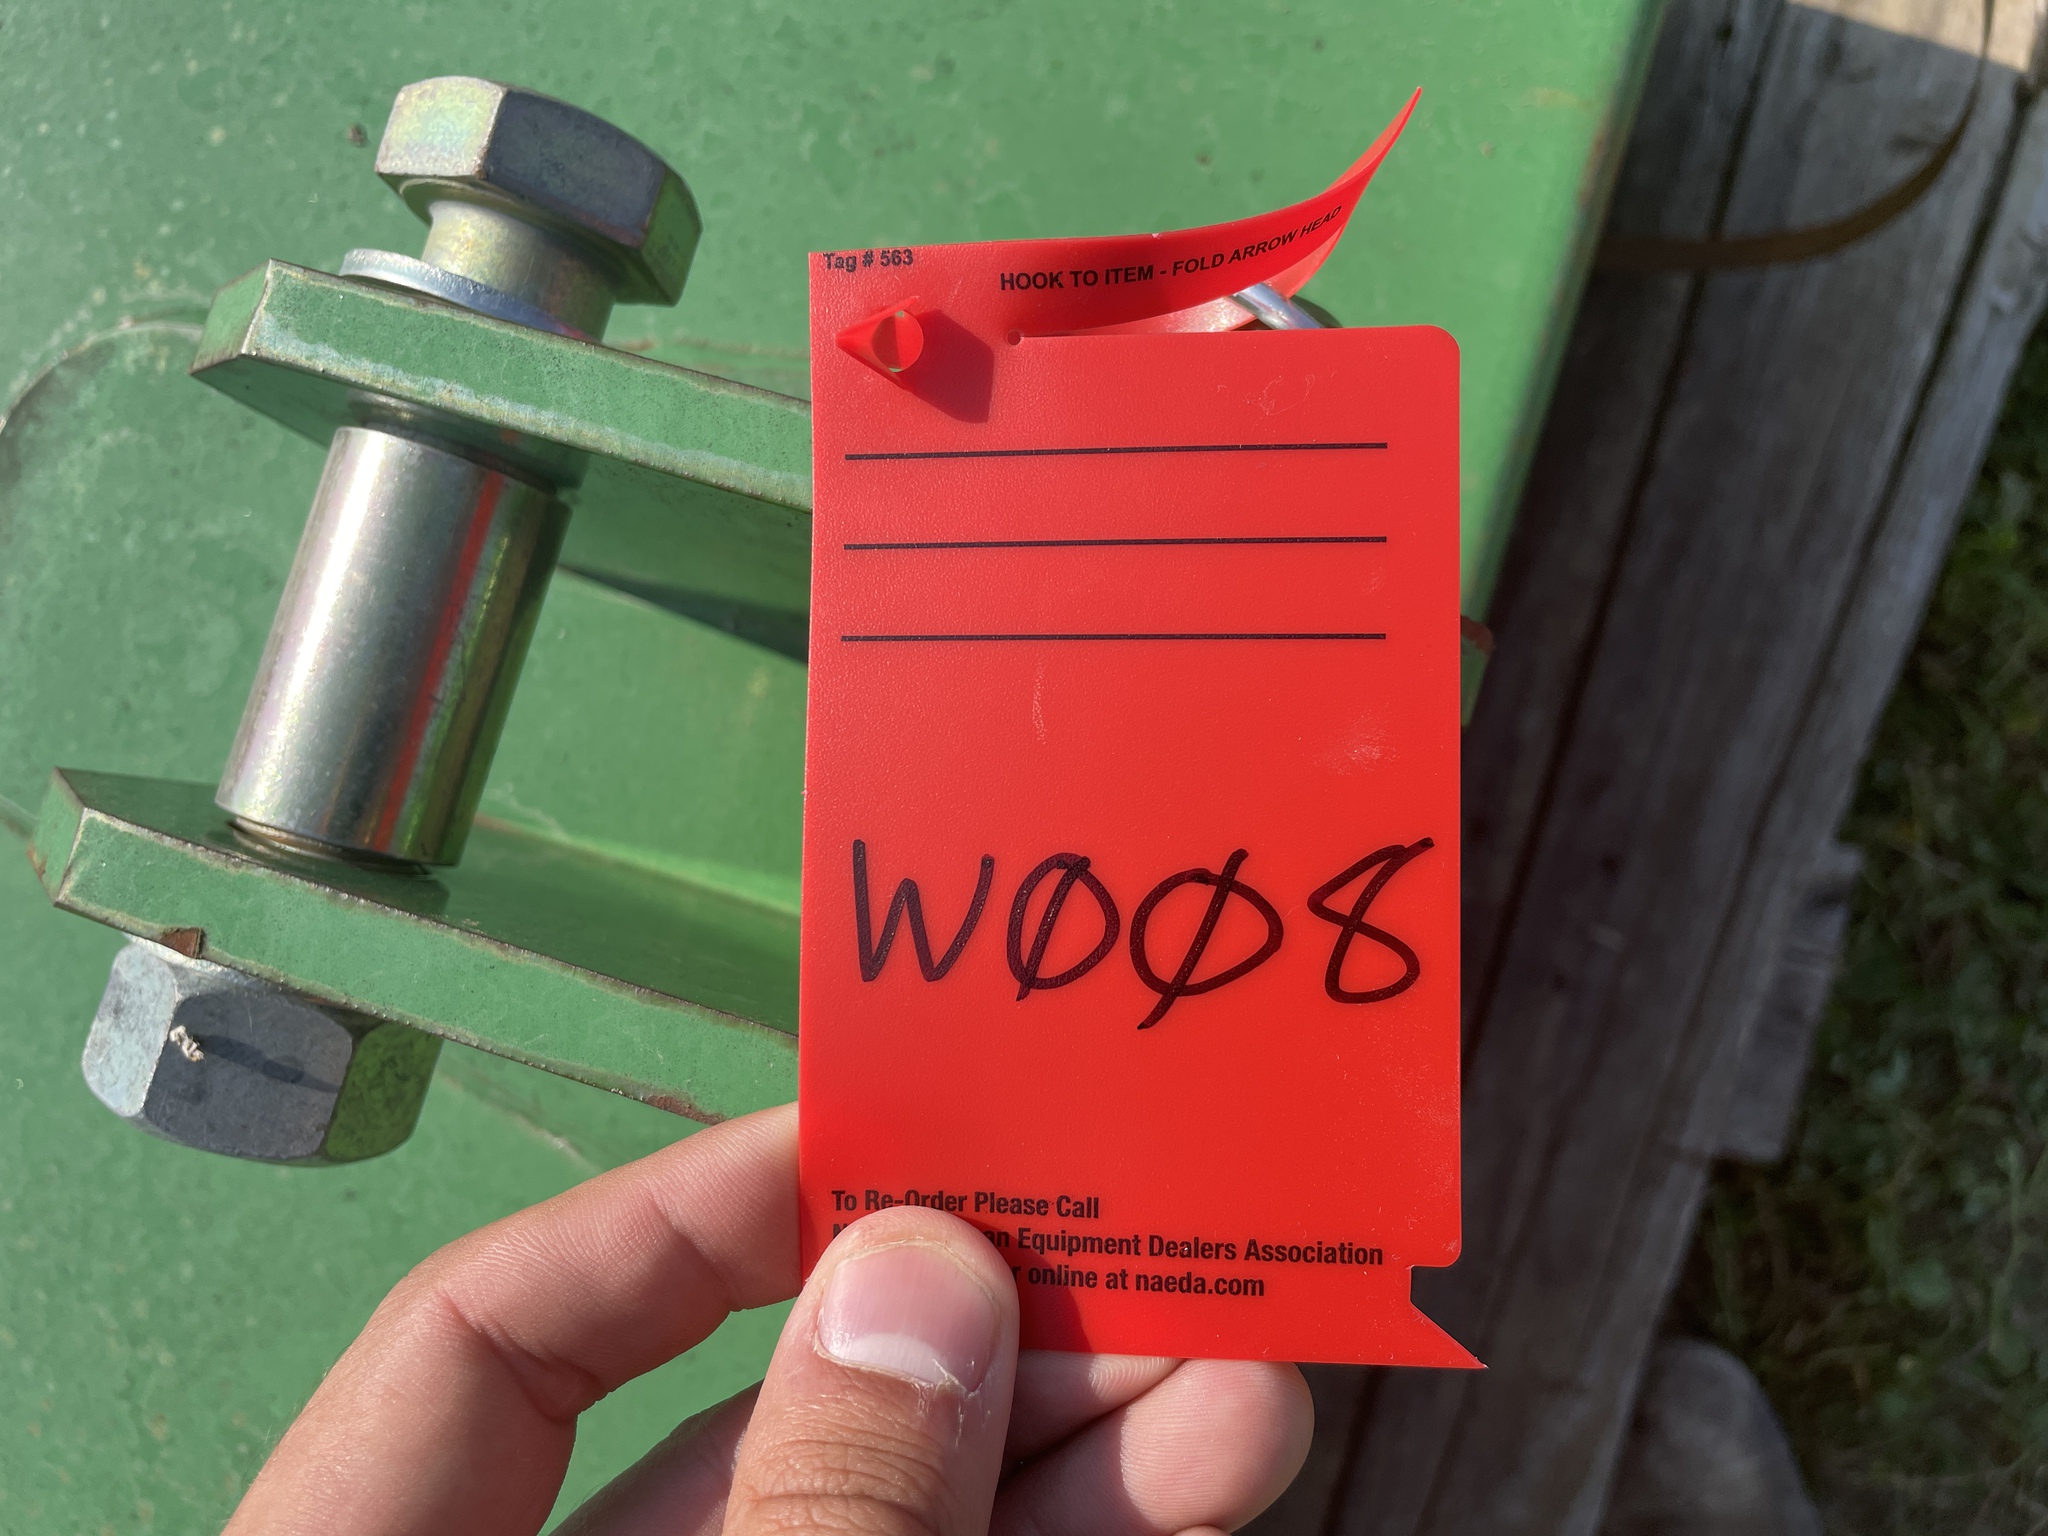 Tag # 563
HOOK TO ITEM - FOLD ARROW HEAD
WØØ8
To Re-Order Please Call
Equipment Dealers Association
online at naeda.com